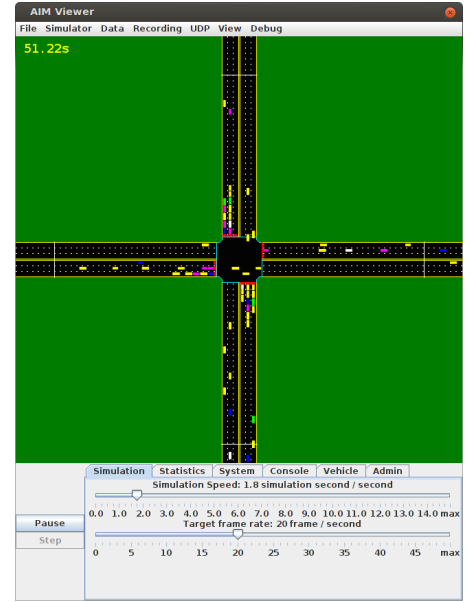 AIM Viewer
File Simulator Data Recording UDP View Debug
51.22s
Simulation Statistics System Console Vehicle Admin
Simulation Speed: 1.8 simulation second / second
0.0 1.0 2.0 3.0 4.0 5.0 6.0 7.0 8.0 9.0 10.0 11.0 12.0 13.0 14.0 max
Pause
Target frame rate: 20 frame / second
Step
0 5 10 15 20 25 30 35 40 45 max